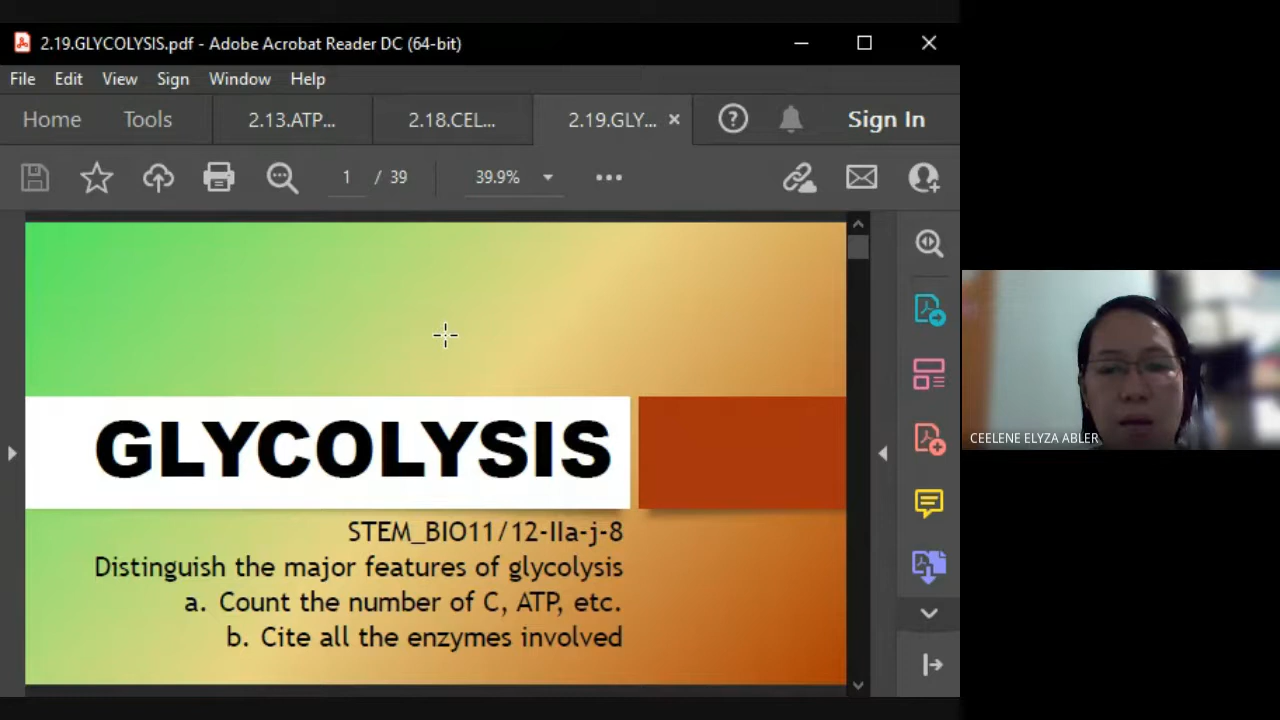 2.19.GLYCOLYSIS.pdf - Adobe Acrobat Reader DC (64-bit)
File Edit View Sign Window Help
Home Tools 2.13.ATP... 2.18.CEL... 2.19.GLY... Sign In
1 / 39 39.9%
GLYCOLYSIS
STEM_BIO11/12-IIa-j-8
Distinguish the major features of glycolysis
a. Count the number of C, ATP, etc.
b. Cite all the enzymes involved
CEELENE ELYZA ABLER